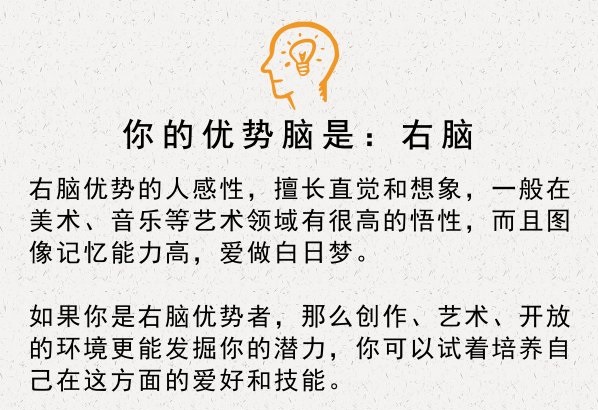 你的优势脑是：右脑
右脑优势的人感性，擅长直觉和想象，一般在
美术、音乐等艺术领域有很高的悟性，而且图
像记忆能力高，爱做白日梦。
如果你是右脑优势者，那么创作、艺术、开放
的环境更能发掘你的潜力，你可以试着培养自
己在这方面的爱好和技能。